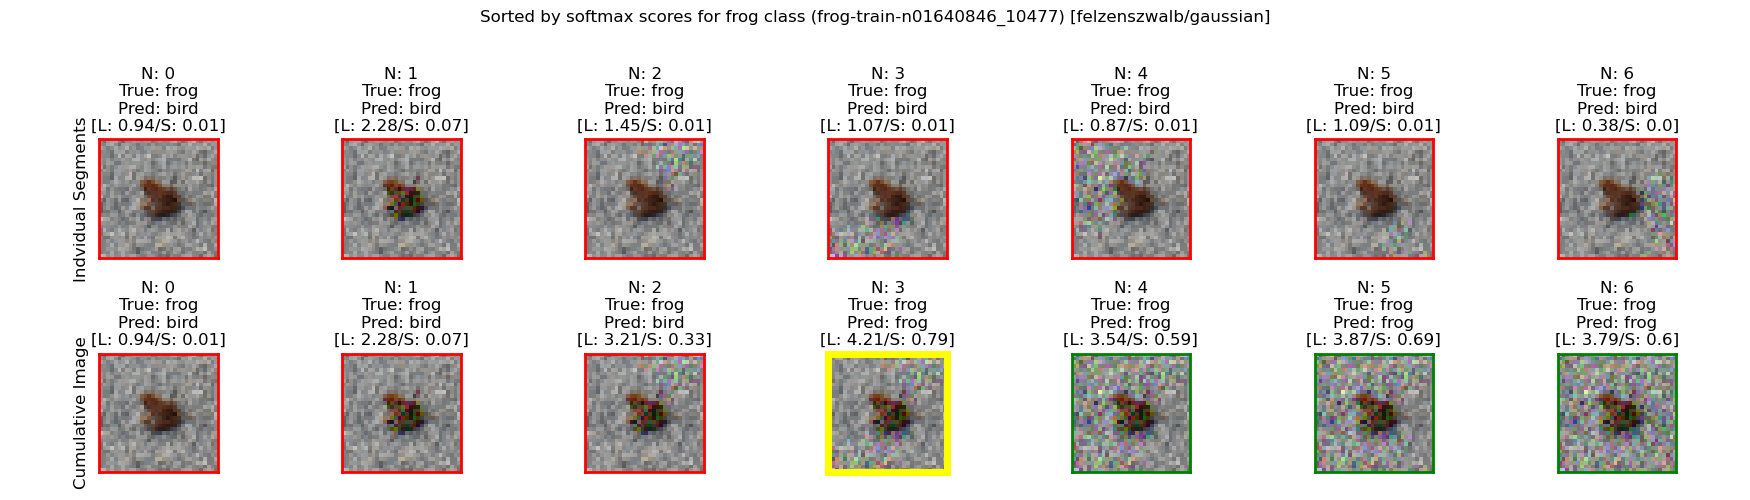 Sorted by softmax scores for frog class (frog-train-n01640846_10477) [felzenszwalb/gaussian]
Indvidual Segments
N: 0
True: frog
Pred: bird
[L: 0.94/S: 0.01]
N: 1
True: frog
Pred: bird
[L: 2.28/S: 0.07]
N: 2
True: frog
Pred: bird
[L: 1.45/S: 0.01]
N: 3
True: frog
Pred: bird
[L: 1.07/S: 0.01]
N: 4
True: frog
Pred: bird
[L: 0.87/S: 0.01]
N: 5
True: frog
Pred: bird
[L: 1.09/S: 0.01]
N: 6
True: frog
Pred: bird
[L: 0.38/S: 0.0]
Cumulative Image
N: 0
True: frog
Pred: bird
[L: 0.94/S: 0.01]
N: 1
True: frog
Pred: bird
[L: 2.28/S: 0.07]
N: 2
True: frog
Pred: bird
[L: 3.21/S: 0.33]
N: 3
True: frog
Pred: frog
[L: 4.21/S: 0.79]
N: 4
True: frog
Pred: frog
[L: 3.54/S: 0.59]
N: 5
True: frog
Pred: frog
[L: 3.87/S: 0.69]
N: 6
True: frog
Pred: frog
[L: 3.79/S: 0.6]